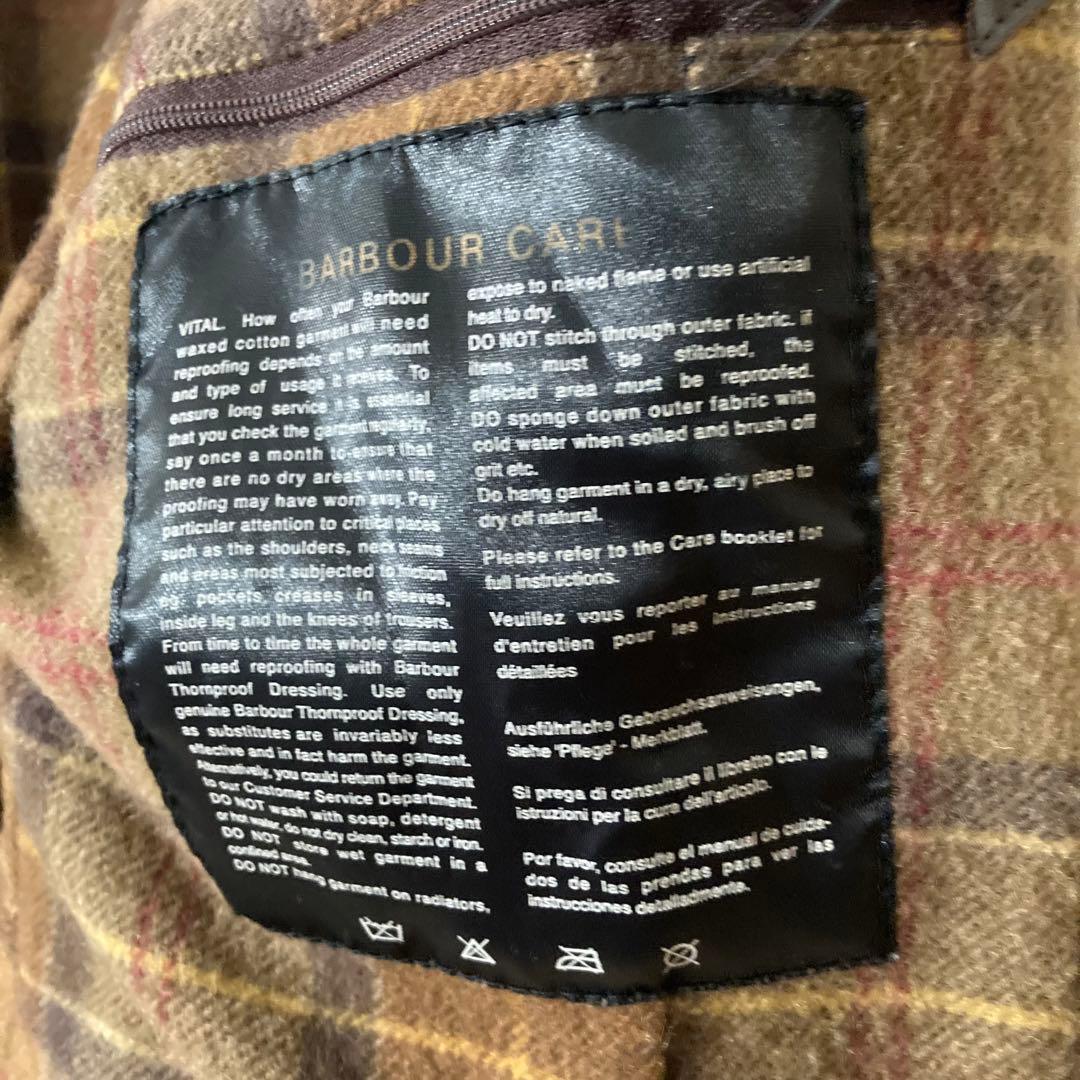 BARBOUR CARE
VITAL. How often your Barbour
waxed cotton garment will need
reproofing depends on the amount
and type of usage it receives. To
ensure long service it is essential
that you check the garment regularly,
say once a month to ensure that
there are no dry areas where the
proofing may have worn away. Pay
particular attention to critical places
such as the shoulders, neck seams
and areas most subjected to friction
eg. pockets, creases in sleeves,
inside leg and the knees of trousers.
From time to time the whole garment
will need reproofing with Barbour
Thornproof Dressing. Use only
genuine Barbour Thornproof Dressing,
as substitutes are invariably less
effective and in fact harm the garment.
Alternatively, you could return the garment
to our Customer Service Department.
DO NOT wash with soap, detergent
or hot water, do not dry clean, starch or iron.
DO NOT store wet garment in a
confined area.
DO NOT hang garment on radiators,
expose to naked flame or use artificial
heat to dry.
DO NOT stitch through outer fabric. if
items must be stitched, the
affected area must be reproofed.
DO sponge down outer fabric with
cold water when soiled and brush off
grit etc.
Do hang garment in a dry, airy place to
dry off natural.
Please refer to the Care booklet for
full instructions.
Veuillez vous reporter au manuel
d'entretien pour les instructions
détaillées
Ausführliche Gebrauchsanweisungen,
siehe 'Pflege' - Merkblatt.
Si prega di consultare il libretto con le
istruzioni per la cura dell'articolo.
Por favor, consulte el manual de cuida-
dos de las prendas para ver las
instrucciones detalladmente.